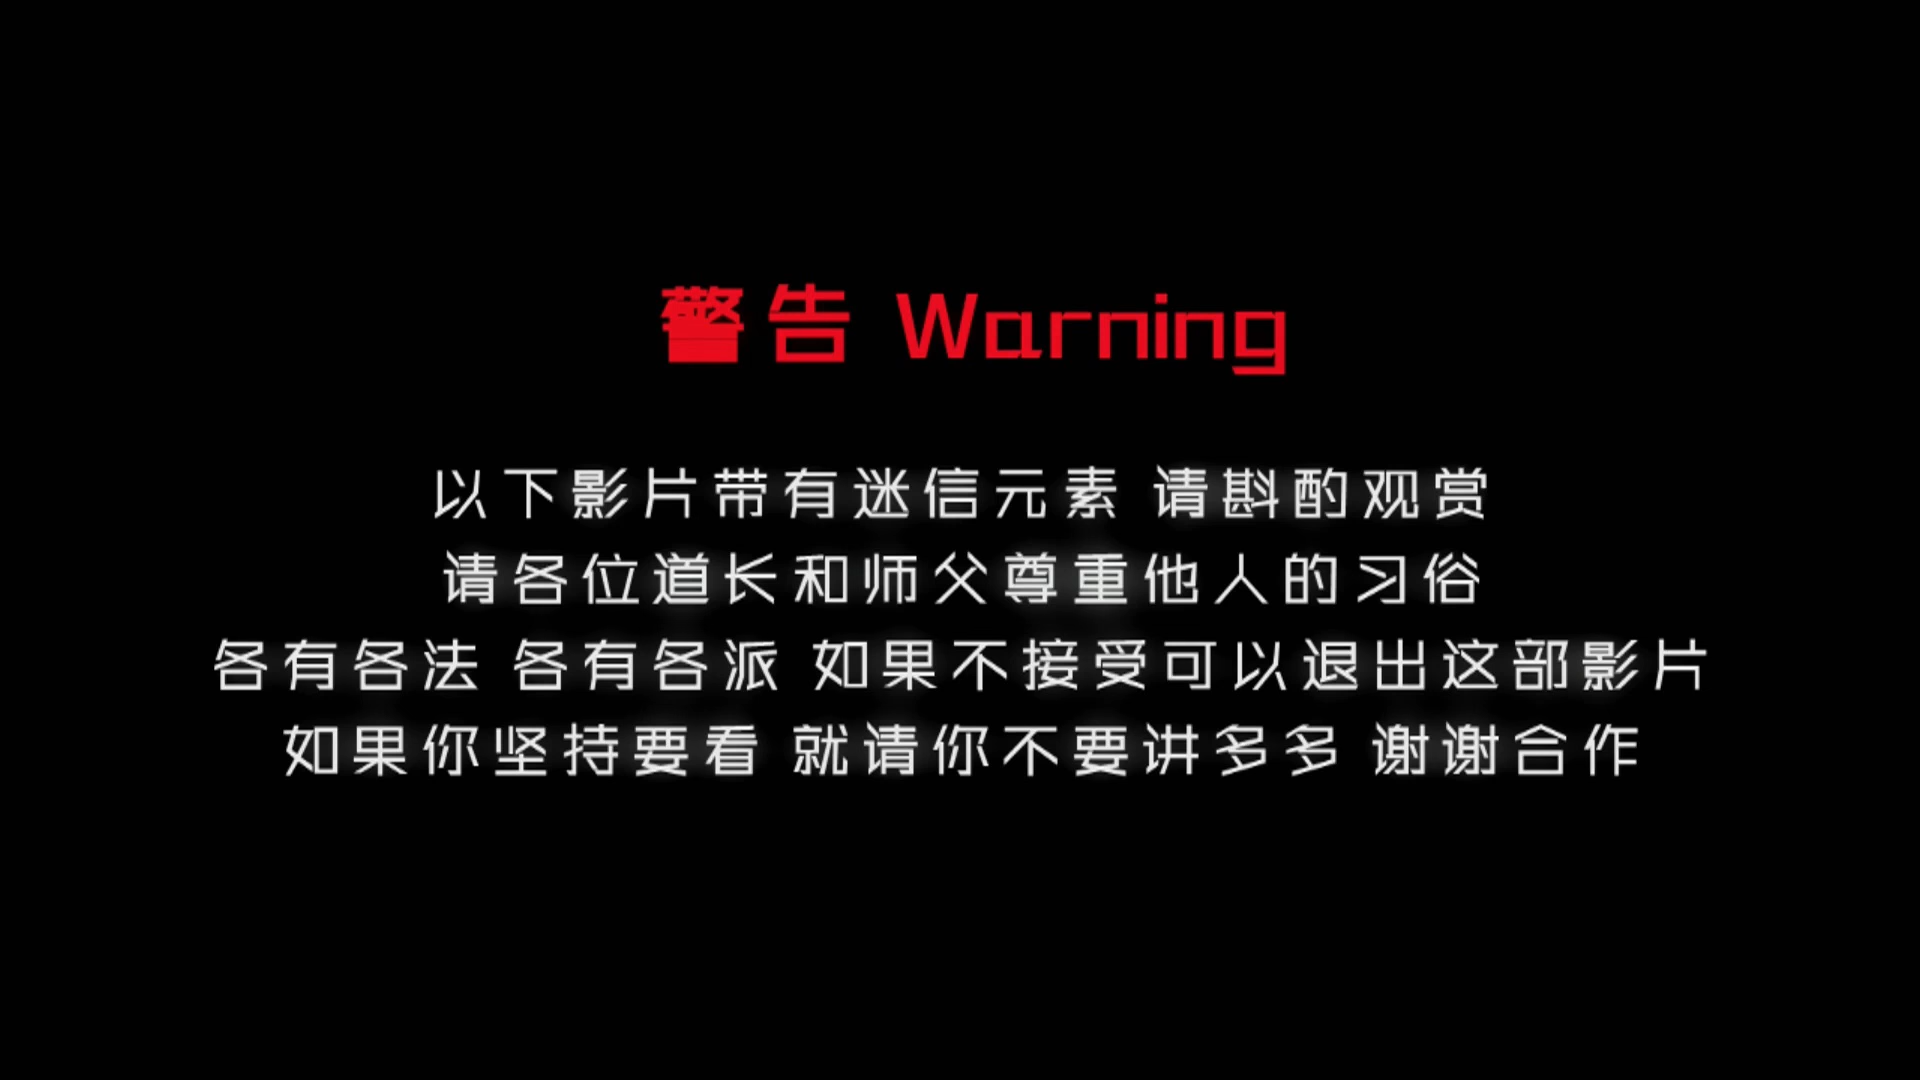 警告 Warning
以下影片带有迷信元素 请斟酌观赏
请各位道长和师父尊重他人的习俗
各有各法 各有各派 如果不接受可以退出这部影片
如果你坚持要看 就请你不要讲多多 谢谢合作